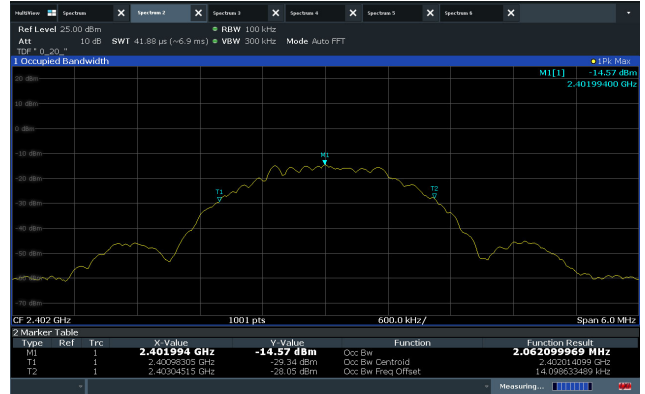 MultiView Spectrum Spectrum 2 Spectrum 3 Spectrum 4 Spectrum 5 Spectrum 6
Ref Level 25.00 dBm RBW 100 kHz
Att 10 dB SWT 41.88 µs (~6.9 ms) VBW 300 kHz Mode Auto FFT
TDF " 0_20_"
1 Occupied Bandwidth 1Pk Max
M1[1] -14.57 dBm
2.40199400 GHz
20 dBm
10 dBm
0 dBm
-10 dBm
M1
-20 dBm
T1 T2
-30 dBm
-40 dBm
-50 dBm
-60 dBm
-70 dBm
CF 2.402 GHz 1001 pts 600.0 kHz/ Span 6.0 MHz
2 Marker Table
Type Ref Trc X-Value Y-Value Function Function Result
M1 1 2.401994 GHz -14.57 dBm Occ Bw 2.062099969 MHz
T1 1 2.40098305 GHz -29.34 dBm Occ Bw Centroid 2.402014099 GHz
T2 1 2.40304515 GHz -28.05 dBm Occ Bw Freq Offset 14.098633489 kHz
Measuring...